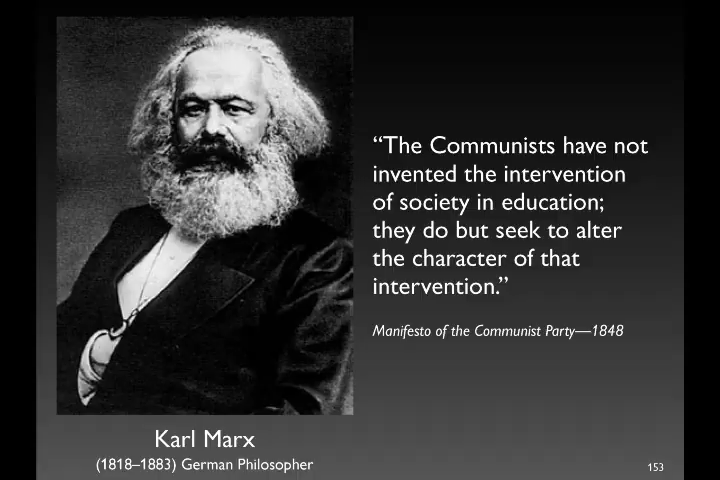 “The Communists have not
invented the intervention
of society in education;
they do but seek to alter
the character of that
intervention.”
Manifesto of the Communist Party—1848
Karl Marx
(1818–1883) German Philosopher
153